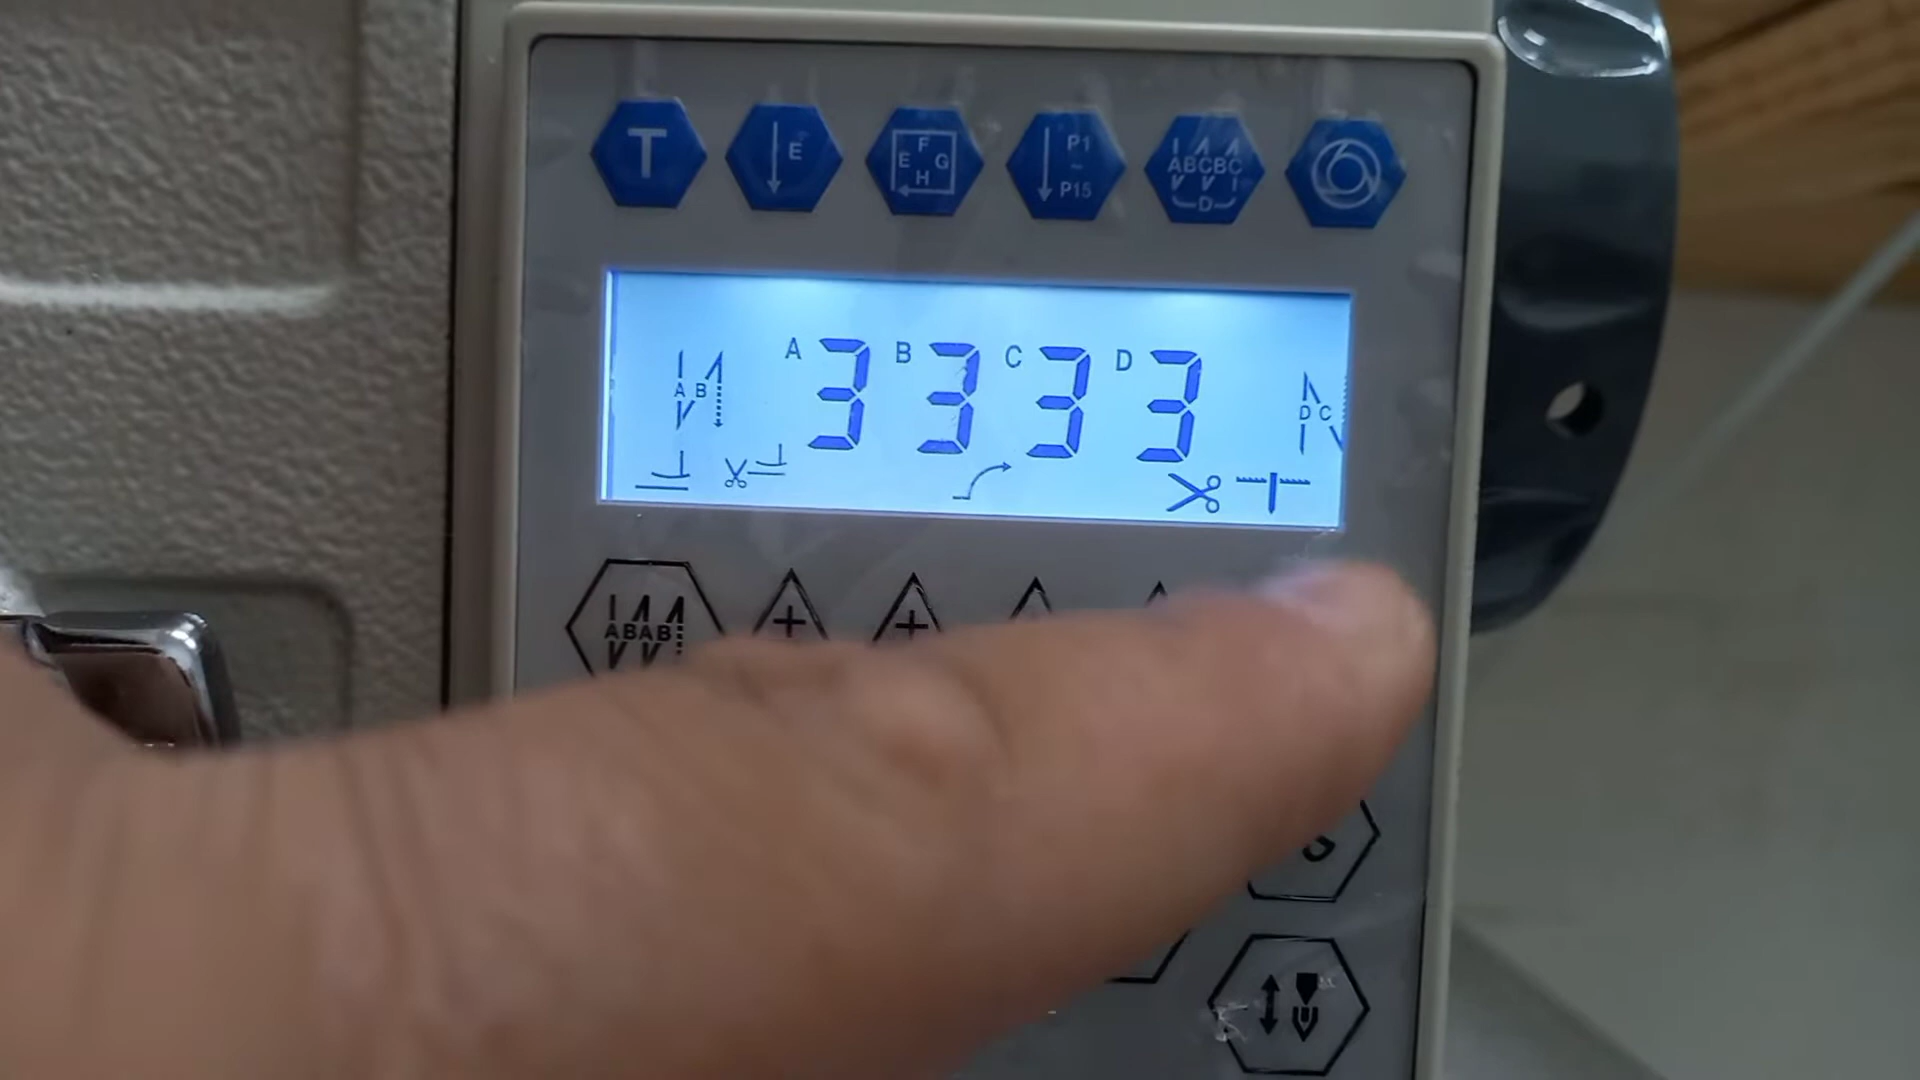 T
E
F
E G
H
P1
P15
ABCBC
D
A 3 B 3 C 3 D 3
A B
D C
ABAB
+ +